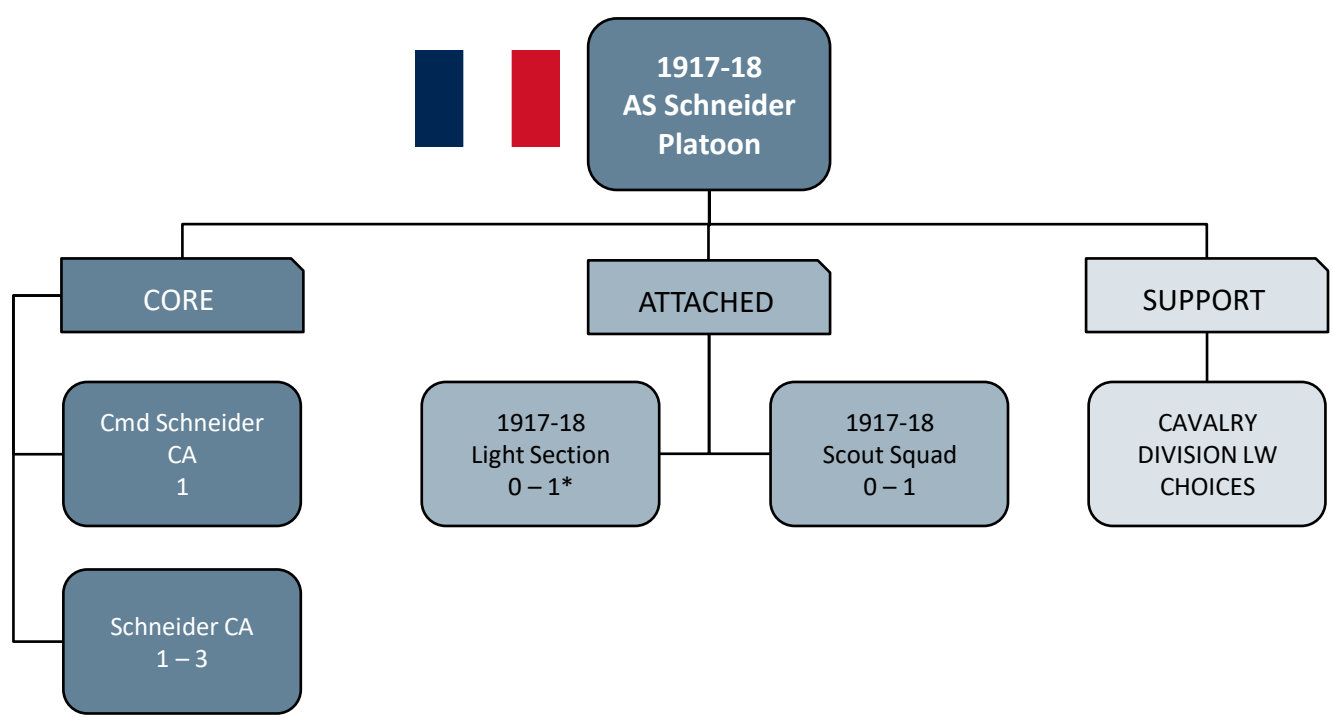 1917-18
AS Schneider
Platoon
CORE
ATTACHED
SUPPORT
Cmd Schneider
CA
1
1917-18
Light Section
0 – 1*
1917-18
Scout Squad
0 – 1
CAVALRY
DIVISION LW
CHOICES
Schneider CA
1 – 3